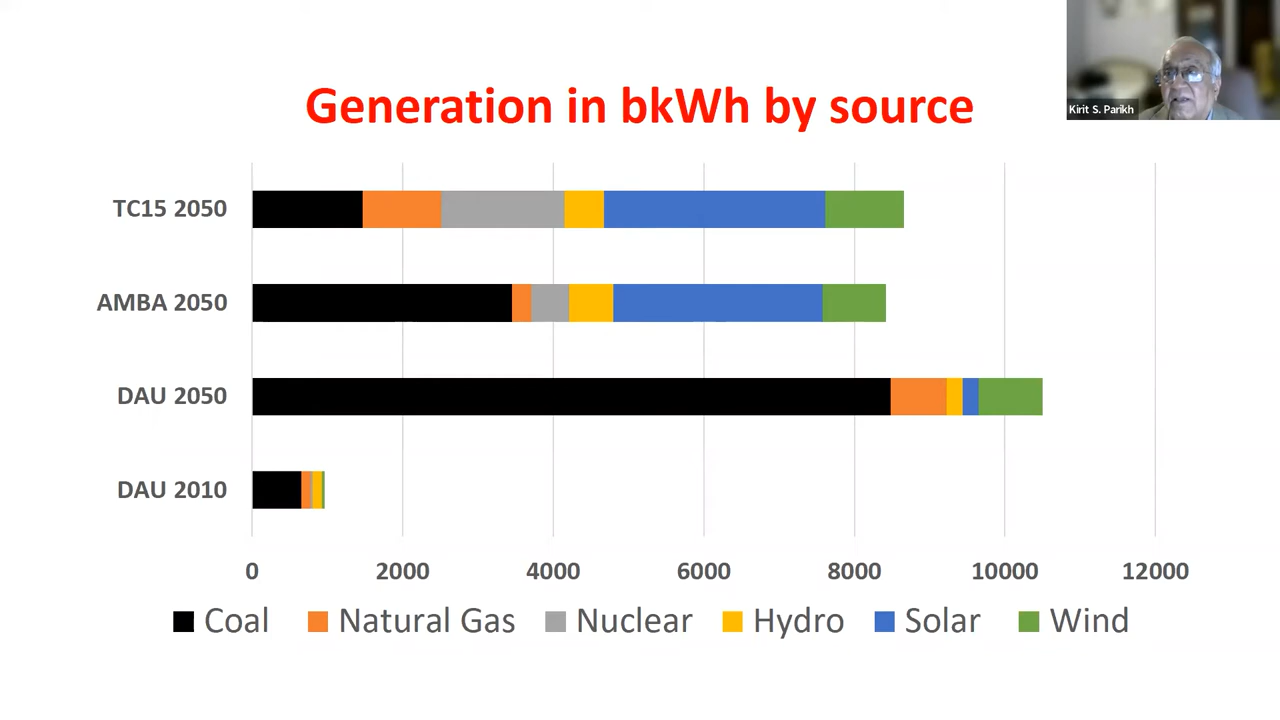 Generation in bkWh by source
Kirit S. Parikh
TC15 2050
AMBA 2050
DAU 2050
DAU 2010
0 2000 4000 6000 8000 10000 12000
Coal Natural Gas Nuclear Hydro Solar Wind